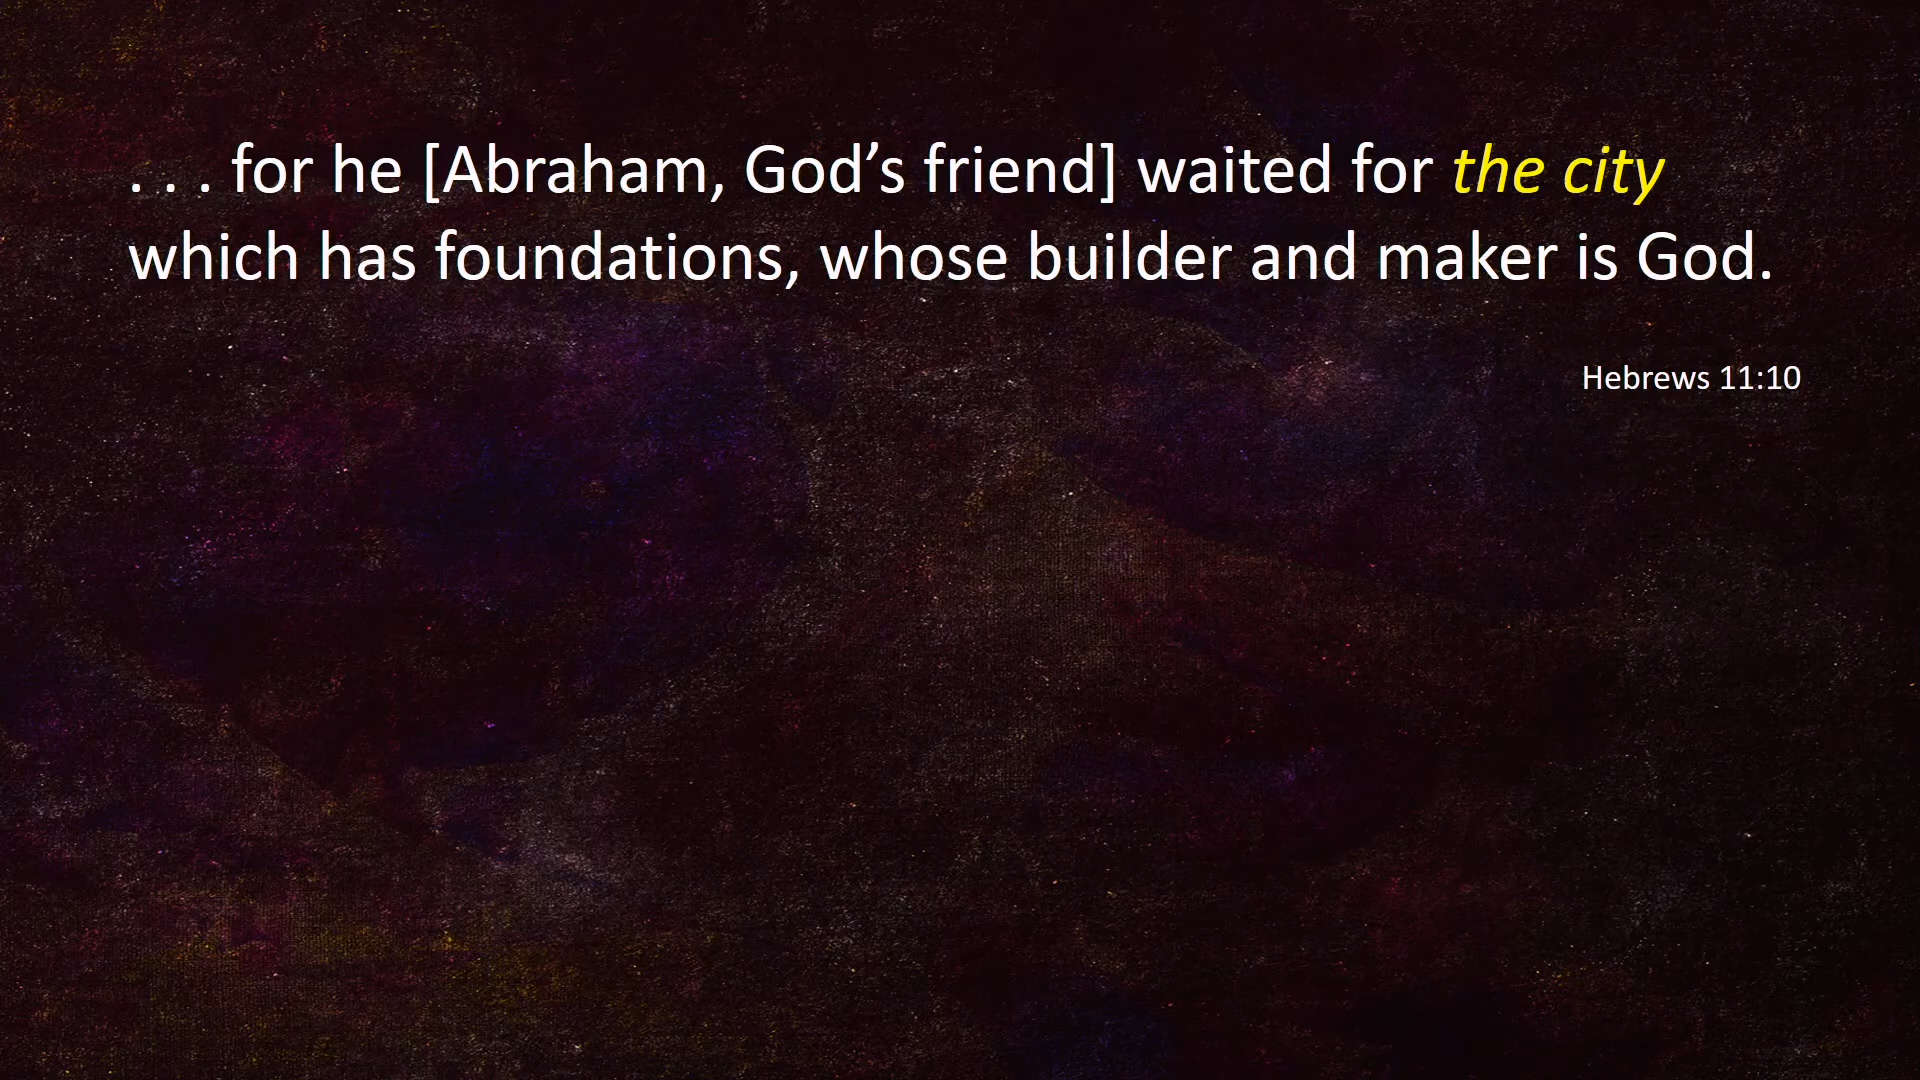 . . . for he [Abraham, God’s friend] waited for the city
which has foundations, whose builder and maker is God.
Hebrews 11:10